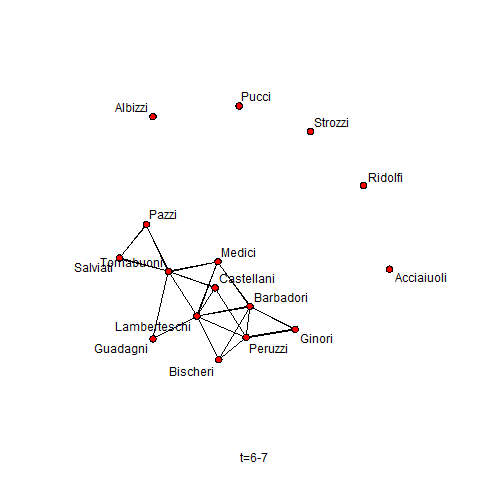 Pucci
Albizzi
Strozzi
Ridolfi
Pazzi
Medici
Tornabuoni
Salviati
Acciaiuoli
Castellani
Barbadori
Lamberteschi
Ginori
Guadagni
Peruzzi
Bischeri
t=6-7